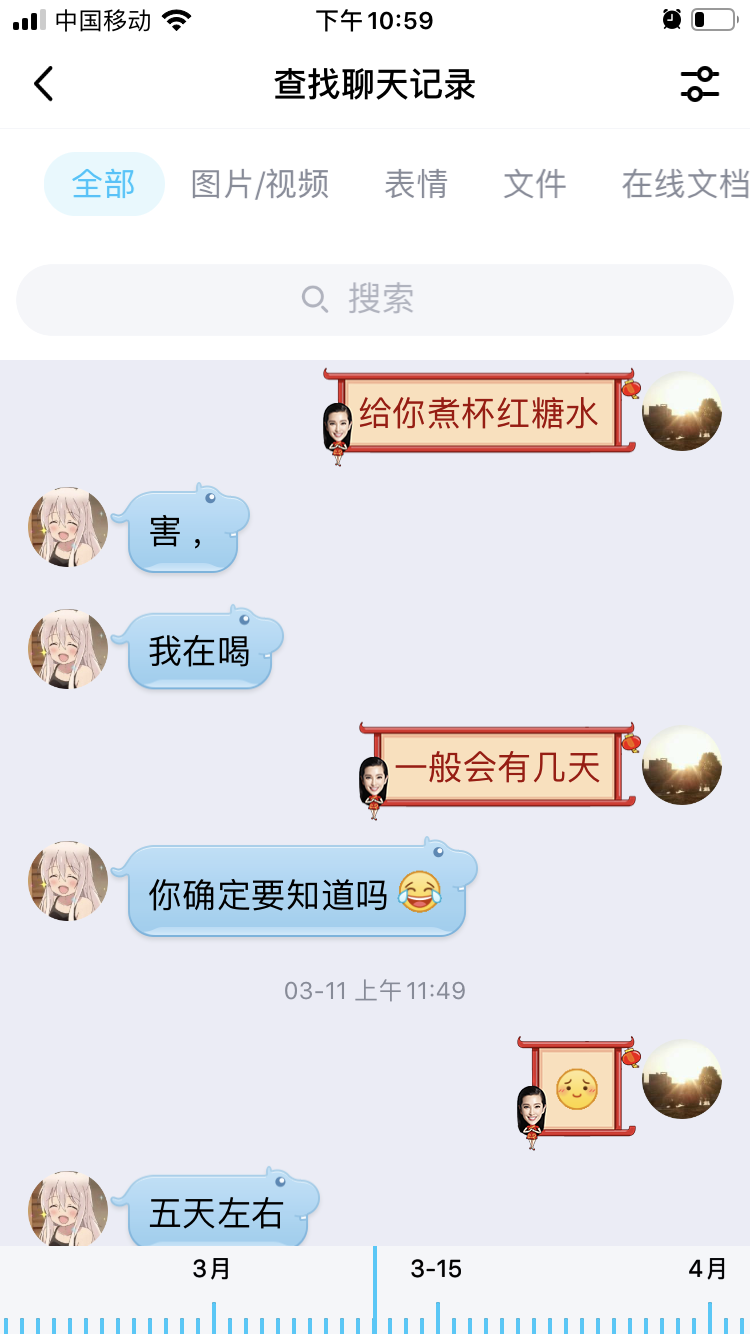 中国移动
下午10:59
查找聊天记录
全部 图片/视频 表情 文件 在线文档
搜索
给你煮杯红糖水
害，
我在喝
一般会有几天
你确定要知道吗😂
03-11 上午11:49
五天左右
3月 3-15 4月